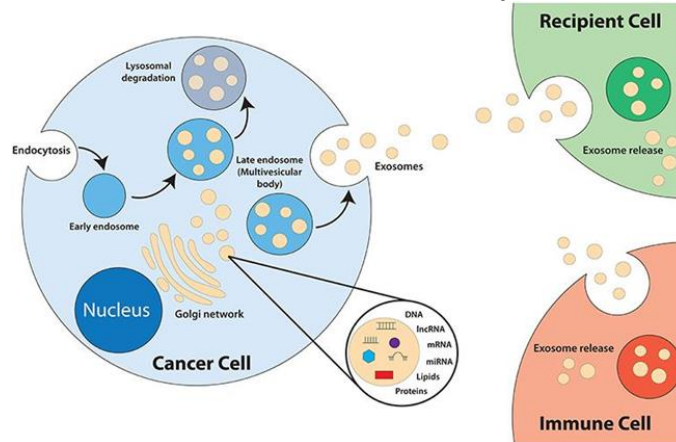 Recipient Cell
Lysosomal
degradation
Endocytosis
Late endosome
(Multivesicular
body)
Exosomes
Exosome release
Early endosome
Nucleus
Golgi network
DNA
lncRNA
mRNA
miRNA
Lipids
Proteins
Cancer Cell
Exosome release
Immune Cell